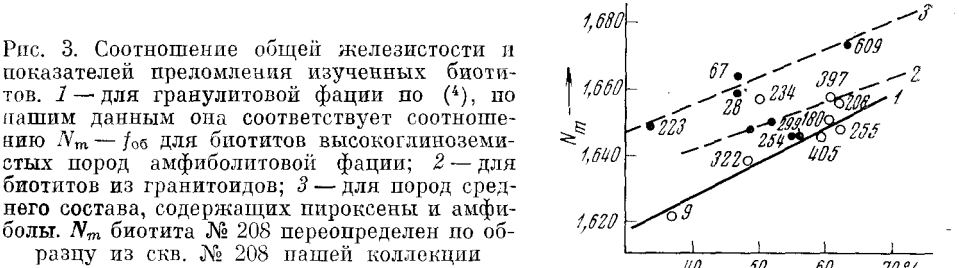 Рис. 3. Соотношение общей железистости и
показателей преломления изученных биоти-
тов. 1 — для гранулитовой фации по (⁴), по
нашим данным она соответствует соотноше-
нию Nm — fоб для биотитов высокоглиноземи-
стых пород амфиболитовой фации; 2 — для
биотитов из гранитоидов; 3 — для пород сред-
него состава, содержащих пироксены и амфи-
болы. Nm биотита № 208 переопределен по об-
разцу из скв. № 208 нашей коллекции
1,680
3
609
67
2
1,660
28
234
397
208
1
Nm
223
299
180
254
255
1,640
322
405
1,620
9
40
50
60
70%